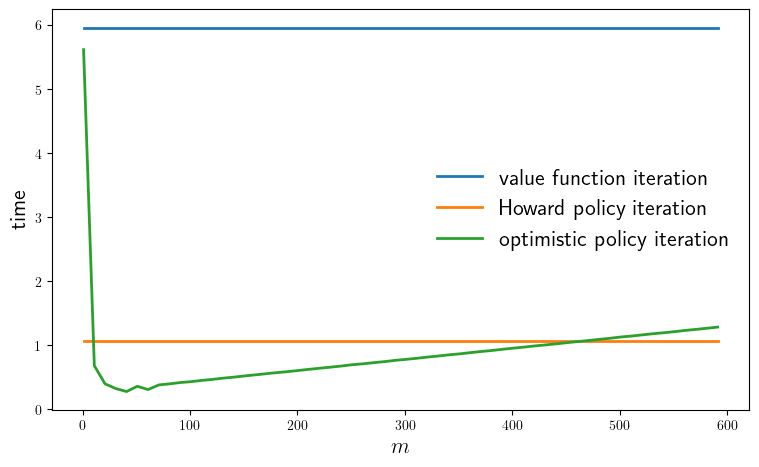 6
5
4
3
2
1
0
time
value function iteration
Howard policy iteration
optimistic policy iteration
0 100 200 300 400 500 600
m